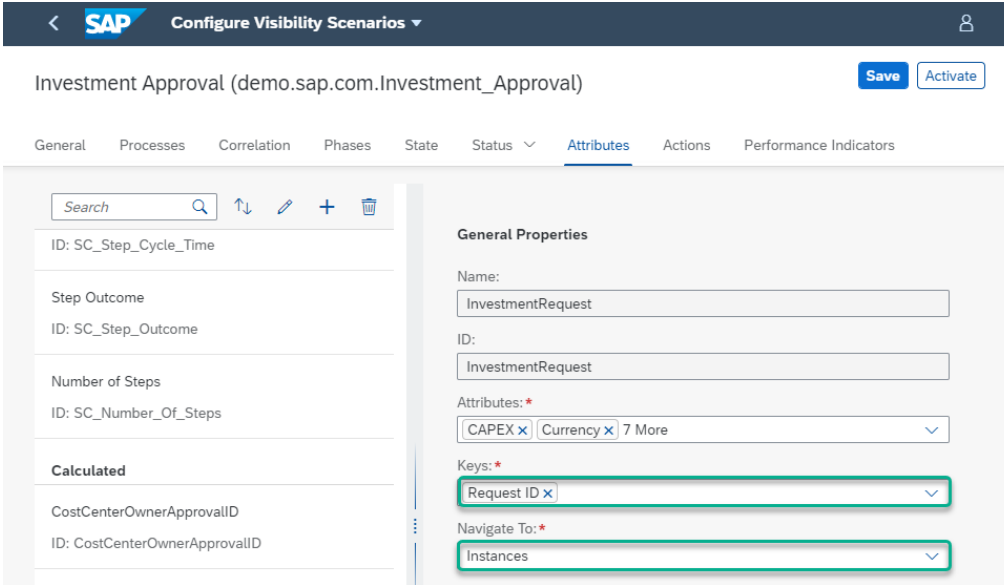 SAP Configure Visibility Scenarios
Investment Approval (demo.sap.com.Investment_Approval)
Save Activate
General Processes Correlation Phases State Status Attributes Actions Performance Indicators
Search
ID: SC_Step_Cycle_Time
Step Outcome
ID: SC_Step_Outcome
Number of Steps
ID: SC_Number_Of_Steps
Calculated
CostCenterOwnerApprovalID
ID: CostCenterOwnerApprovalID
General Properties
Name:
InvestmentRequest
ID:
InvestmentRequest
Attributes:*
CAPEX Currency 7 More
Keys:*
Request ID
Navigate To:*
Instances